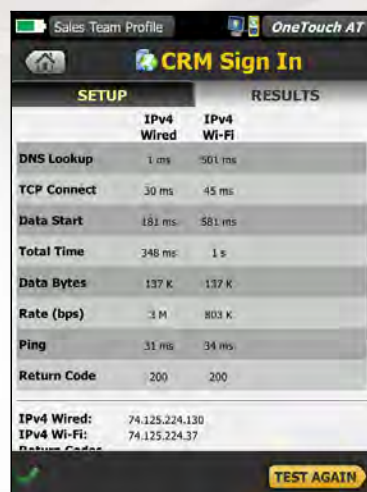 Sales Team Profile OneTouch AT
CRM Sign In
SETUP RESULTS
IPv4 IPv4
Wired Wi-Fi
DNS Lookup 1 ms 501 ms
TCP Connect 30 ms 45 ms
Data Start 181 ms 581 ms
Total Time 348 ms 1 s
Data Bytes 137 K 137 K
Rate (bps) 3 M 803 K
Ping 31 ms 34 ms
Return Code 200 200
IPv4 Wired: 74.125.224.130
IPv4 Wi-Fi: 74.125.224.37
Return Codes
TEST AGAIN